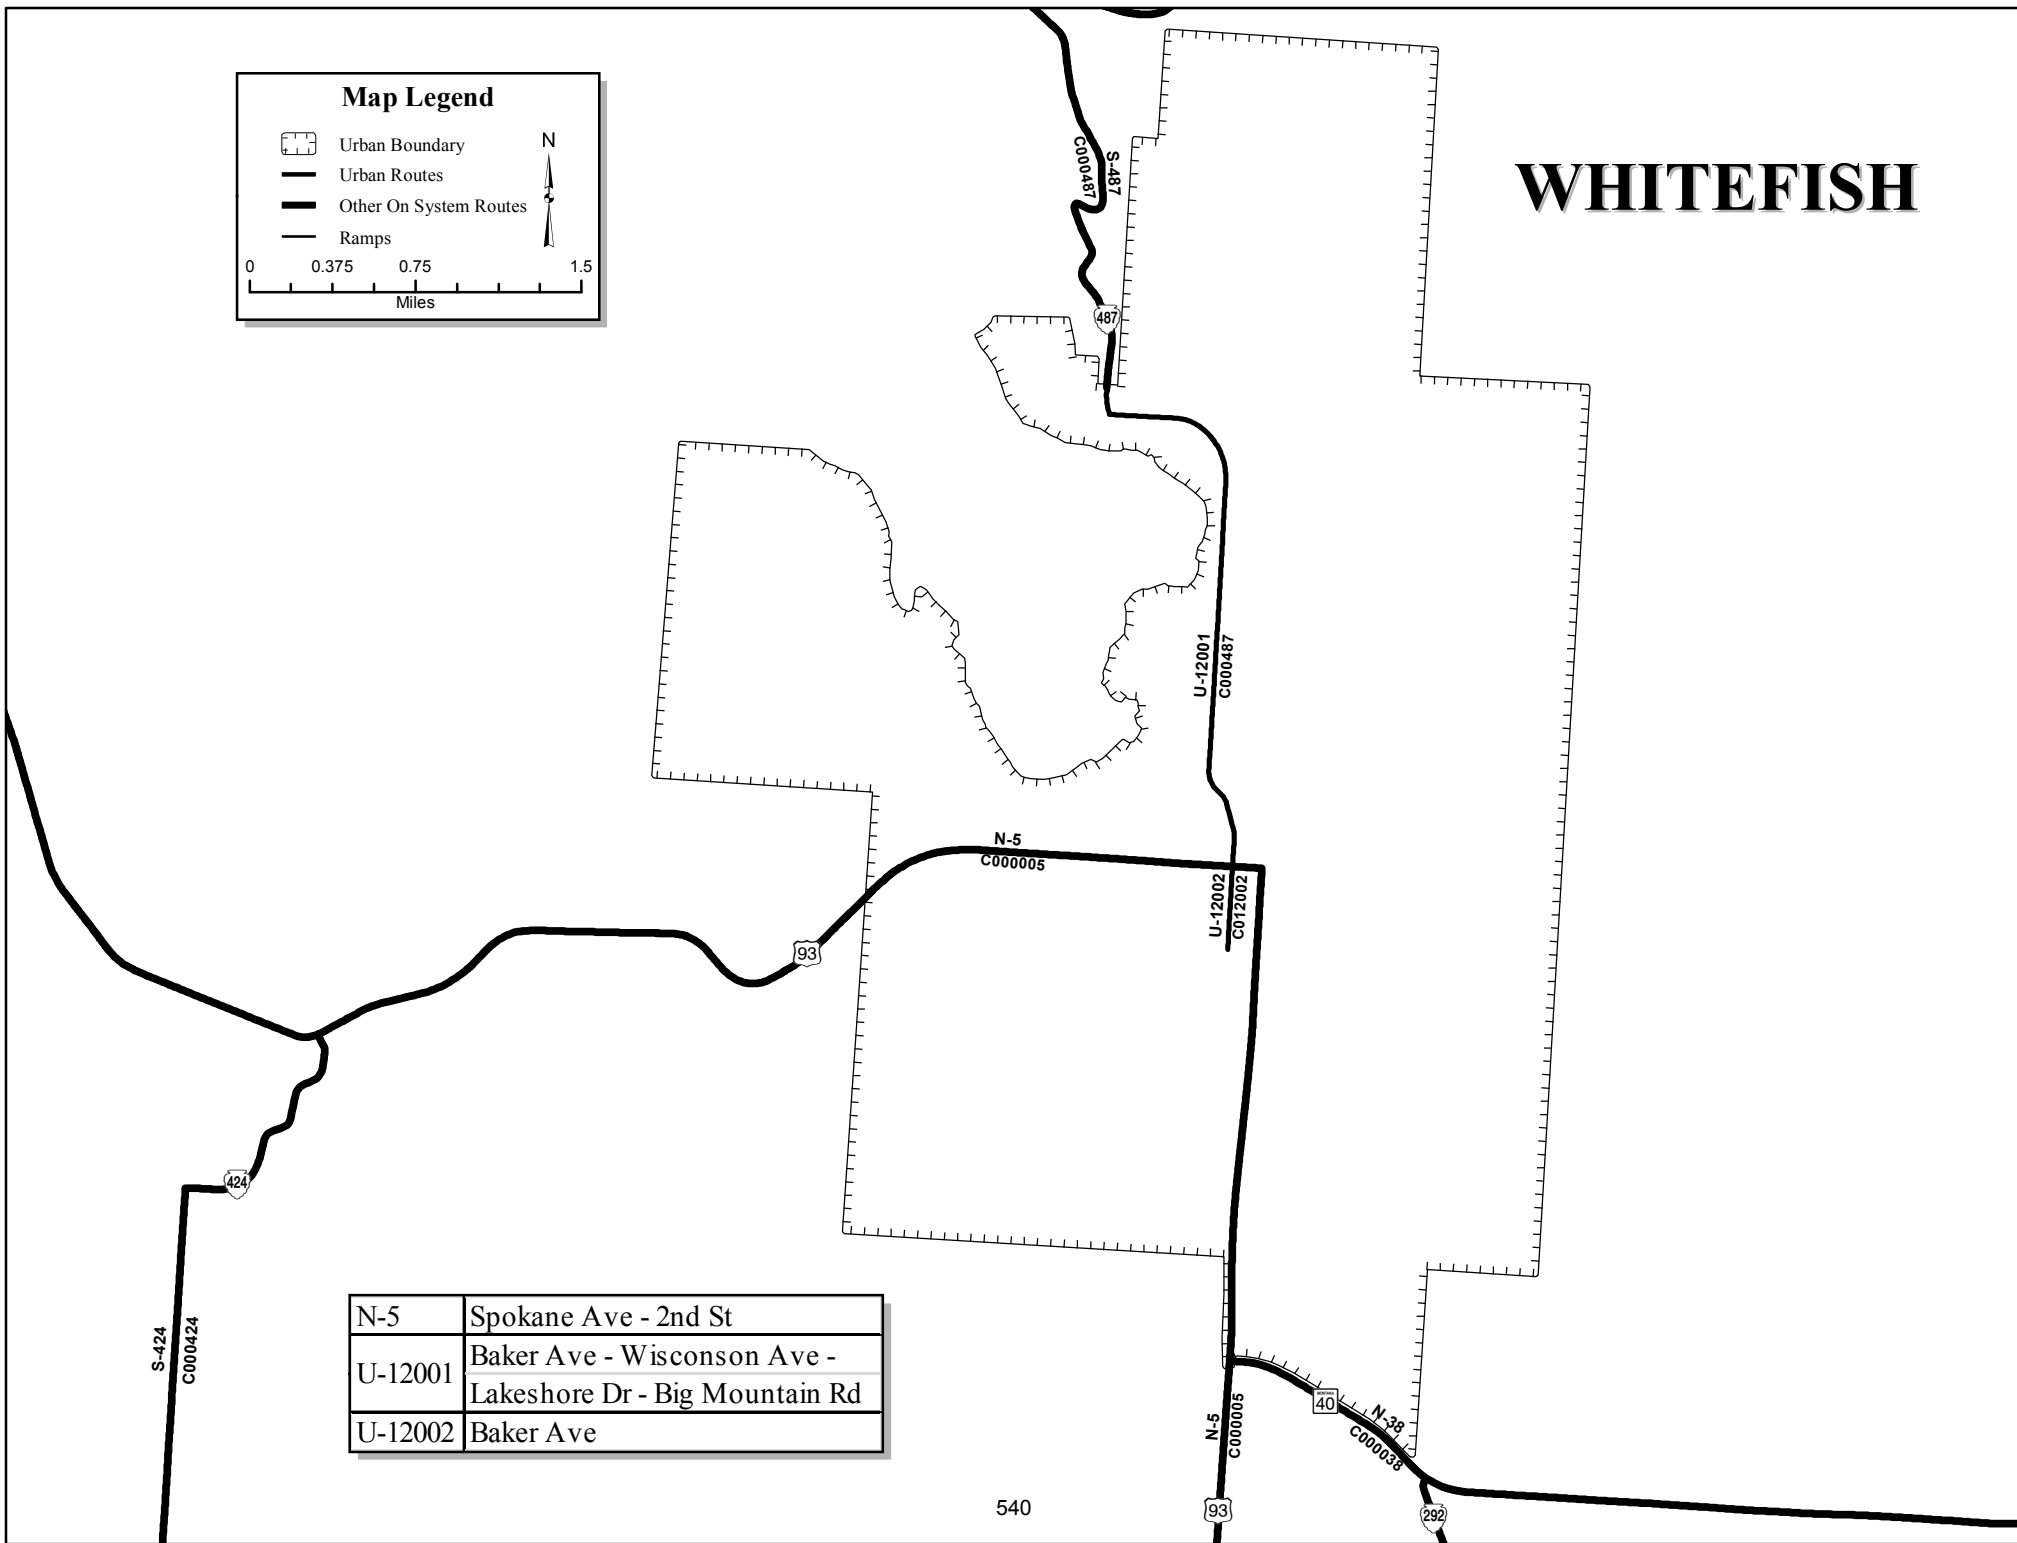 WHITEFISH
Map Legend
Urban Boundary
Urban Routes
Other On System Routes
Ramps
N
0 0.375 0.75 1.5
Miles
S-487
C000487
487
U-12001
C000487
N-5
C000005
U-12002
C012002
93
424
S-424
C000424
N-5 Spokane Ave - 2nd St
U-12001 Baker Ave - Wisconson Ave -
Lakeshore Dr - Big Mountain Rd
U-12002 Baker Ave
MONTANA
40
N-38
C000038
N-5
C000005
93
292
540